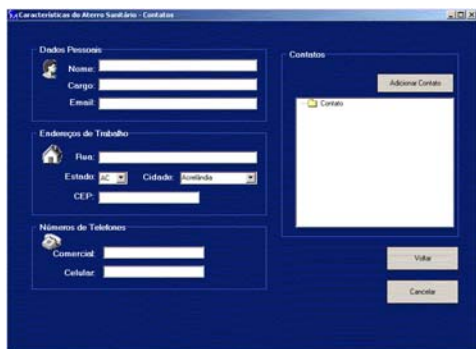 Características do Aterro Sanitário - Contatos
Dados Pessoais
Nome:
Cargo:
Email:
Endereços de Trabalho
Rua:
Estado: AC Cidade: Acrelândia
CEP:
Números de Telefones
Comercial:
Celular:
Contatos
Adicionar Contato
Contato
Voltar
Cancelar